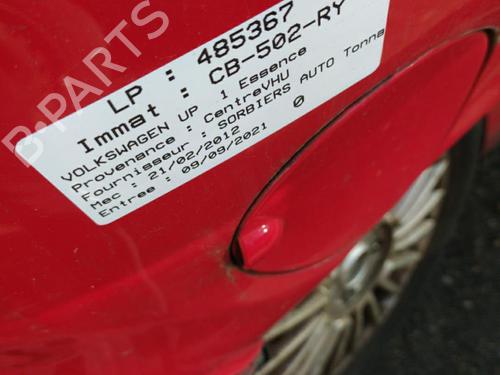 LP : 485367
Immat : CB-502-RY
VOLKSWAGEN UP 1 Essence
Provenance : CentreVHU
Fournisseur : SORBIERS AUTO Tonna
Mec : 21/02/2012 0
Entree : 09/09/2021
B-PARTS